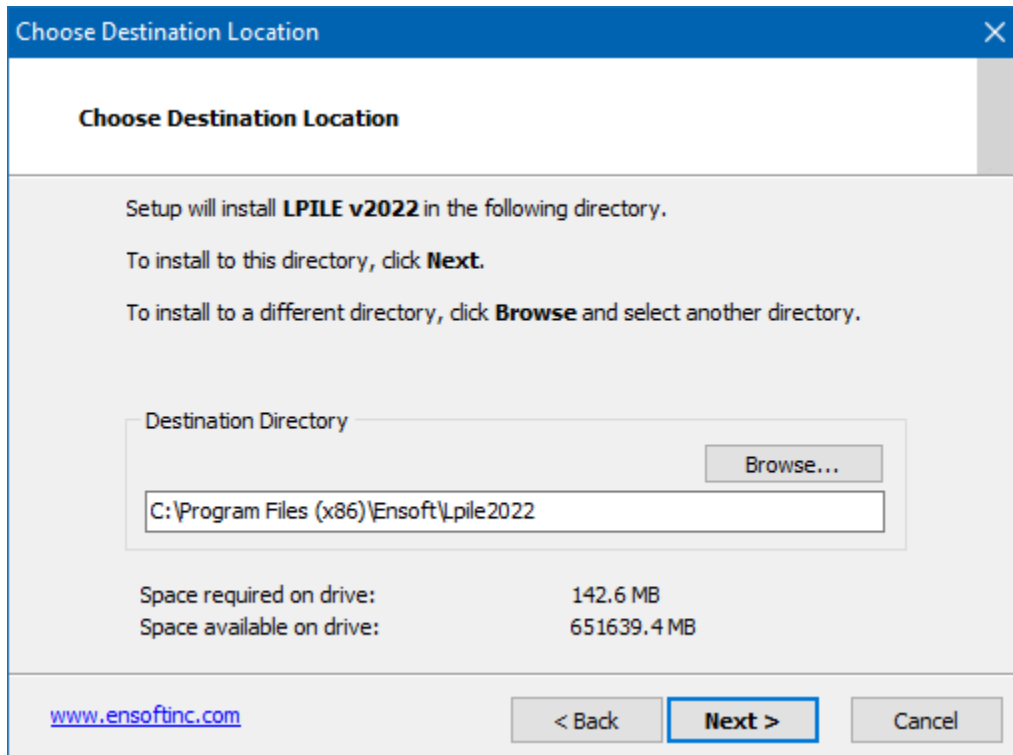 Choose Destination Location
Choose Destination Location
Setup will install LPILE v2022 in the following directory.
To install to this directory, click Next.
To install to a different directory, click Browse and select another directory.
Destination Directory
Browse...
C:\Program Files (x86)\Ensoft\Lpile2022
Space required on drive: 142.6 MB
Space available on drive: 651639.4 MB
www.ensoftinc.com < Back Next > Cancel